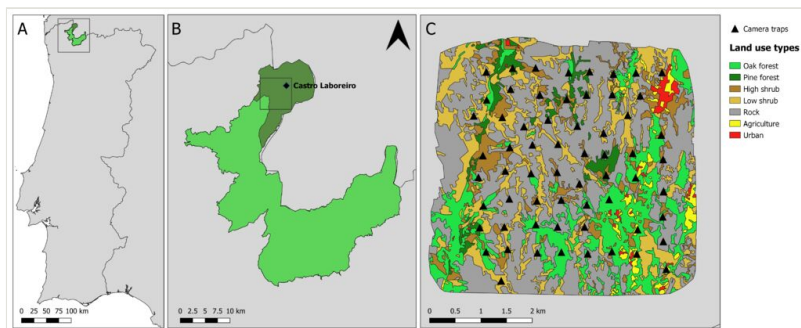 A
B
C
Castro Laboreiro
0 25 50 75 100 km
0 2.5 5 7.5 10 km
0 0.5 1 1.5 2 km
Camera traps
Land use types
Oak forest
Pine forest
High shrub
Low shrub
Rock
Agriculture
Urban